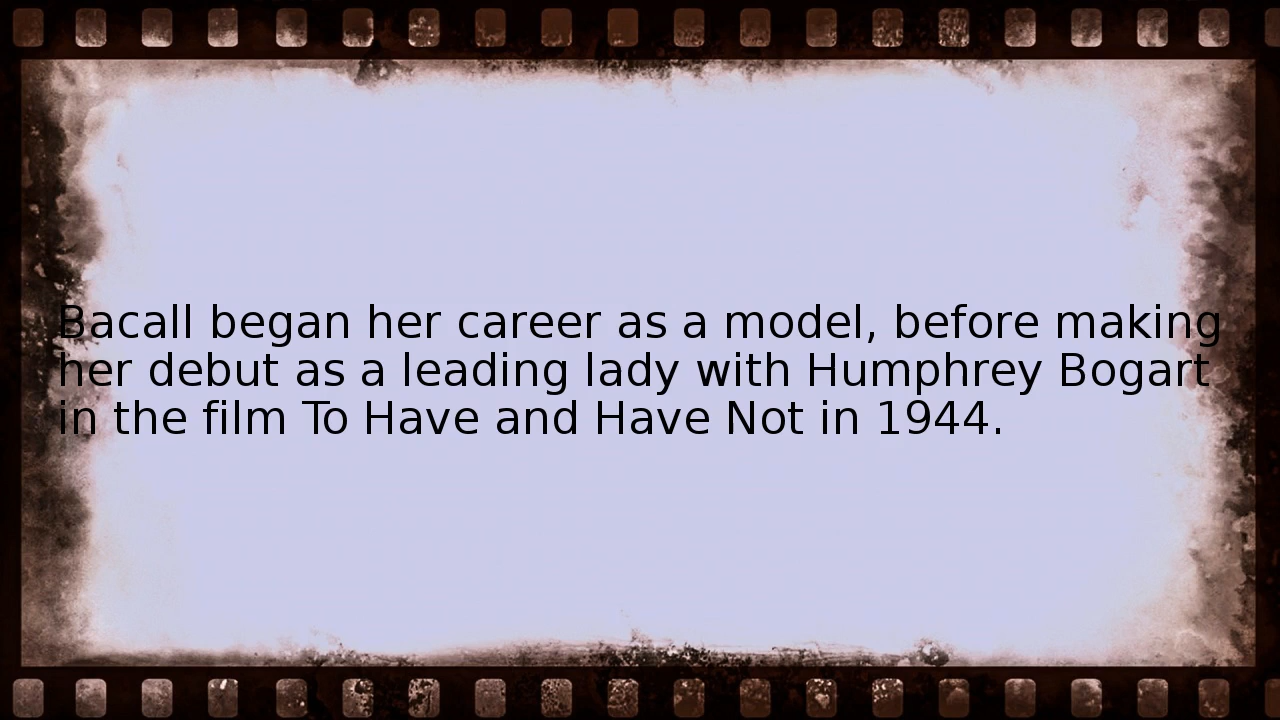 Bacall began her career as a model, before making
her debut as a leading lady with Humphrey Bogart
in the film To Have and Have Not in 1944.